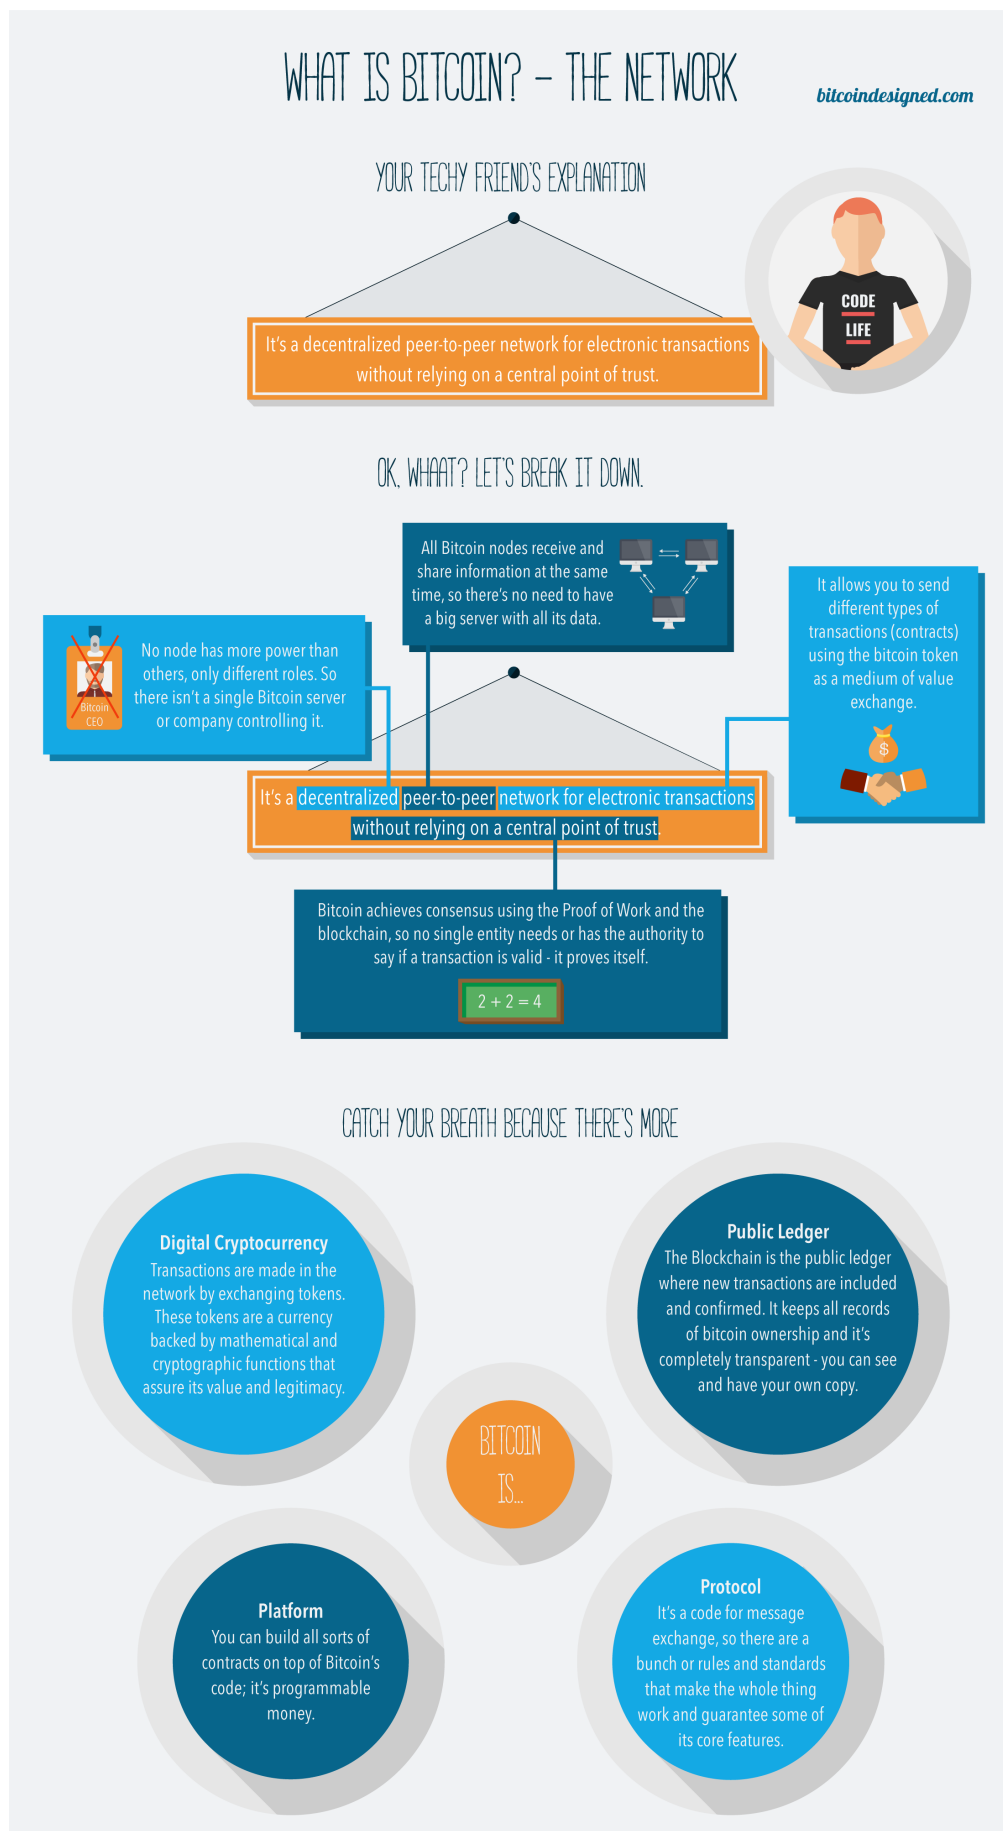 WHAT IS BITCOIN? – THE NETWORK
bitcoindesigned.com
YOUR TECHY FRIEND'S EXPLANATION
CODE
LIFE
It's a decentralized peer-to-peer network for electronic transactions
without relying on a central point of trust.
OK, WHAAT? LET'S BREAK IT DOWN.
All Bitcoin nodes receive and
share information at the same
time, so there's no need to have
a big server with all its data.
It allows you to send
different types of
transactions (contracts)
using the bitcoin token
as a medium of value
exchange.
$
Bitcoin
CEO
No node has more power than
others, only different roles. So
there isn't a single Bitcoin server
or company controlling it.
It's a decentralized peer-to-peer network for electronic transactions
without relying on a central point of trust.
Bitcoin achieves consensus using the Proof of Work and the
blockchain, so no single entity needs or has the authority to
say if a transaction is valid - it proves itself.
2 + 2 = 4
CATCH YOUR BREATH BECAUSE THERE'S MORE
Digital Cryptocurrency
Transactions are made in the
network by exchanging tokens.
These tokens are a currency
backed by mathematical and
cryptographic functions that
assure its value and legitimacy.
Public Ledger
The Blockchain is the public ledger
where new transactions are included
and confirmed. It keeps all records
of bitcoin ownership and it's
completely transparent - you can see
and have your own copy.
BITCOIN
IS...
Platform
You can build all sorts of
contracts on top of Bitcoin's
code; it's programmable
money.
Protocol
It's a code for message
exchange, so there are a
bunch or rules and standards
that make the whole thing
work and guarantee some of
its core features.